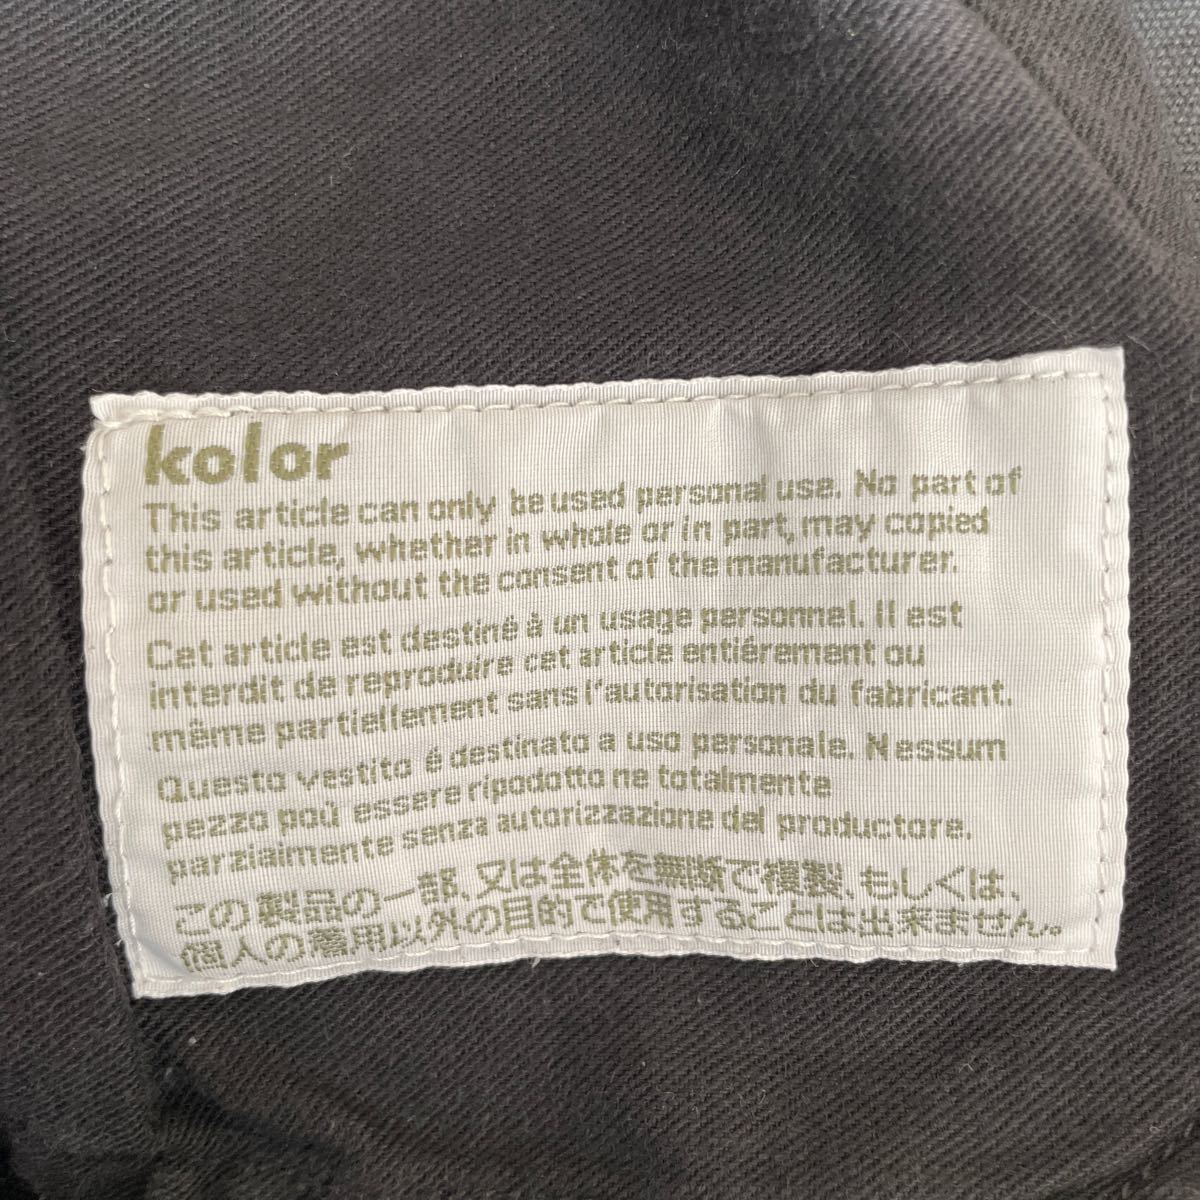 kolor
This article can only be used personal use. No part of
this article, whether in whole or in part, may copied
or used without the consent of the manufacturer.
Cet article est destiné à un usage personnel. Il est
interdit de reproduire cet article entiérement ou
même partiellement sans l'autorisation du fabricant.
Questo vestito é destinato a uso personale. Nessum
pezzo poù essere ripodotto ne totalmente
parziaimente senza autorizzazione del productore.
この製品の一部、又は全体を無断で複製、もしくは、
個人の着用以外の目的で使用することは出来ません。